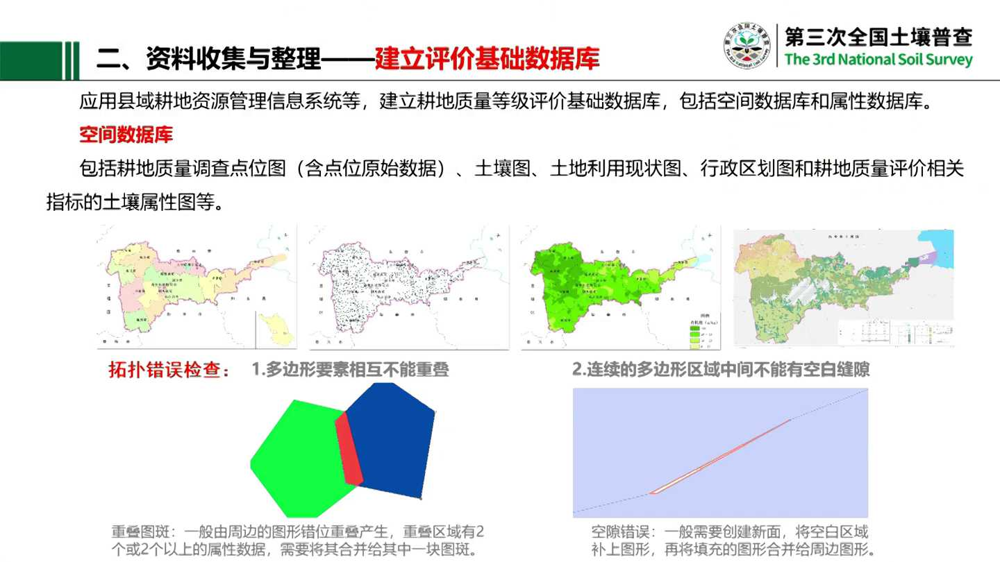 二、资料收集与整理——建立评价基础数据库
第三次全国土壤普查
The 3rd National Soil Survey
应用县域耕地资源管理信息系统等，建立耕地质量等级评价基础数据库，包括空间数据库和属性数据库。
空间数据库
包括耕地质量调查点位图（含点位原始数据）、土壤图、土地利用现状图、行政区划图和耕地质量评价相关
指标的土壤属性图等。
拓扑错误检查：
1.多边形要素相互不能重叠
2.连续的多边形区域中间不能有空白缝隙
重叠图斑：一般由周边的图形错位重叠产生，重叠区域有2
个或2个以上的属性数据，需要将其合并给其中一块图斑。
空隙错误：一般需要创建新面，将空白区域
补上图形，再将填充的图形合并给周边图形。